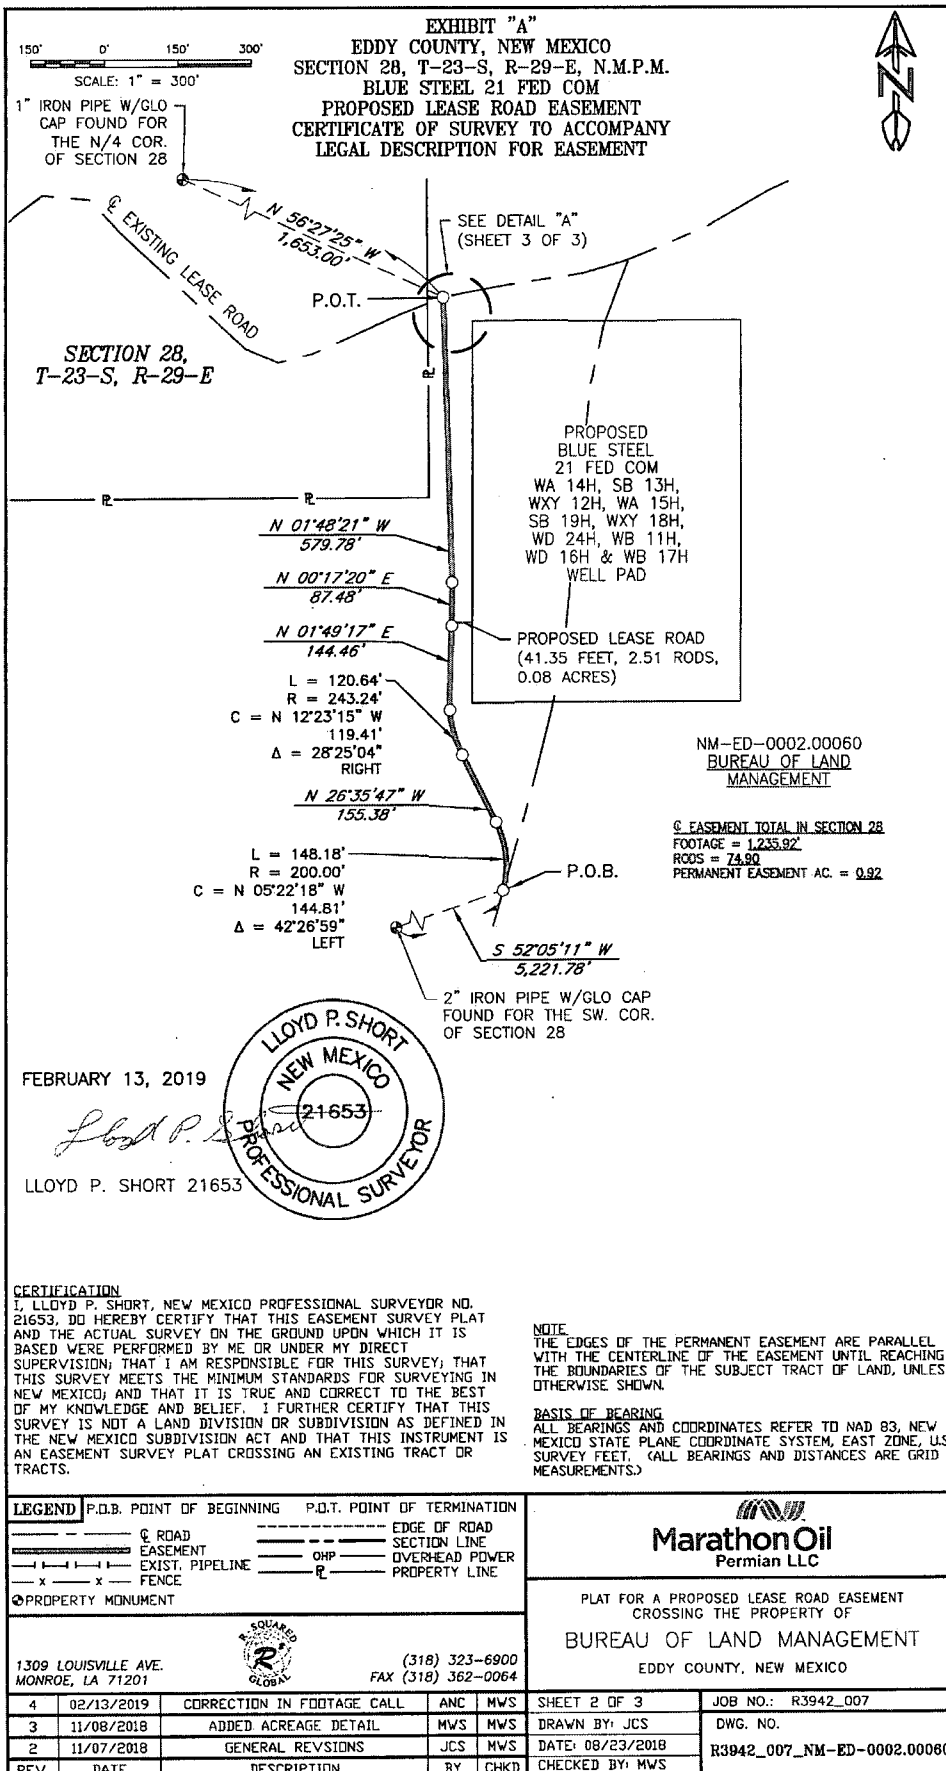 EXHIBIT "A"
EDDY COUNTY, NEW MEXICO
SECTION 28, T-23-S, R-29-E, N.M.P.M.
BLUE STEEL 21 FED COM
PROPOSED LEASE ROAD EASEMENT
CERTIFICATE OF SURVEY TO ACCOMPANY
LEGAL DESCRIPTION FOR EASEMENT
150' 0' 150' 300'
SCALE: 1" = 300'
N
1" IRON PIPE W/GLO
CAP FOUND FOR
THE N/4 COR.
OF SECTION 28
N 56°27'25" W
1,653.00'
SEE DETAIL "A"
(SHEET 3 OF 3)
℄ EXISTING LEASE ROAD
P.O.T.
SECTION 28,
T-23-S, R-29-E
PROPOSED
BLUE STEEL
21 FED COM
WA 14H, SB 13H,
WXY 12H, WA 15H,
SB 19H, WXY 18H,
WD 24H, WB 11H,
WD 16H & WB 17H
WELL PAD
N 01°48'21" W
579.78'
N 00°17'20" E
87.48'
N 01°49'17" E
144.46'
PROPOSED LEASE ROAD
(41.35 FEET, 2.51 RODS,
0.08 ACRES)
L = 120.64'
R = 243.24'
C = N 12°23'15" W
119.41'
Δ = 28°25'04"
RIGHT
N 26°35'47" W
155.38'
NM-ED-0002.00060
BUREAU OF LAND
MANAGEMENT
℄ EASEMENT TOTAL IN SECTION 28
FOOTAGE = 1,235.92'
RODS = 74.90
PERMANENT EASEMENT AC. = 0.92
L = 148.18'
R = 200.00'
C = N 05°22'18" W
144.81'
Δ = 42°26'59"
LEFT
P.O.B.
S 52°05'11" W
5,221.78'
2" IRON PIPE W/GLO CAP
FOUND FOR THE SW. COR.
OF SECTION 28
FEBRUARY 13, 2019
Lloyd P. Short
LLOYD P. SHORT 21653
LLOYD P. SHORT
NEW MEXICO
21653
PROFESSIONAL SURVEYOR
CERTIFICATION
I, LLOYD P. SHORT, NEW MEXICO PROFESSIONAL SURVEYOR NO.
21653, DO HEREBY CERTIFY THAT THIS EASEMENT SURVEY PLAT
AND THE ACTUAL SURVEY ON THE GROUND UPON WHICH IT IS
BASED WERE PERFORMED BY ME OR UNDER MY DIRECT
SUPERVISION; THAT I AM RESPONSIBLE FOR THIS SURVEY; THAT
THIS SURVEY MEETS THE MINIMUM STANDARDS FOR SURVEYING IN
NEW MEXICO; AND THAT IT IS TRUE AND CORRECT TO THE BEST
OF MY KNOWLEDGE AND BELIEF. I FURTHER CERTIFY THAT THIS
SURVEY IS NOT A LAND DIVISION OR SUBDIVISION AS DEFINED IN
THE NEW MEXICO SUBDIVISION ACT AND THAT THIS INSTRUMENT IS
AN EASEMENT SURVEY PLAT CROSSING AN EXISTING TRACT OR
TRACTS.
NOTE
THE EDGES OF THE PERMANENT EASEMENT ARE PARALLEL
WITH THE CENTERLINE OF THE EASEMENT UNTIL REACHING
THE BOUNDARIES OF THE SUBJECT TRACT OF LAND, UNLES
OTHERWISE SHOWN.
BASIS OF BEARING
ALL BEARINGS AND COORDINATES REFER TO NAD 83, NEW
MEXICO STATE PLANE COORDINATE SYSTEM, EAST ZONE, U.S
SURVEY FEET. (ALL BEARINGS AND DISTANCES ARE GRID
MEASUREMENTS.)
LEGEND P.O.B. POINT OF BEGINNING P.O.T. POINT OF TERMINATION
℄ ROAD
EASEMENT
EXIST. PIPELINE
X X FENCE
PROPERTY MONUMENT
EDGE OF ROAD
SECTION LINE
OHP OVERHEAD POWER
PROPERTY LINE
MarathonOil
Permian LLC
PLAT FOR A PROPOSED LEASE ROAD EASEMENT
CROSSING THE PROPERTY OF
BUREAU OF LAND MANAGEMENT
EDDY COUNTY, NEW MEXICO
1309 LOUISVILLE AVE.
MONROE, LA 71201
R-SQUARED
R²
GLOBAL
(318) 323-6900
FAX (318) 362-0064
4 02/13/2019 CORRECTION IN FOOTAGE CALL ANC MWS
3 11/08/2018 ADDED ACREAGE DETAIL MWS MWS
2 11/07/2018 GENERAL REVSIONS JCS MWS
REV. DATE DESCRIPTION BY CHKD
SHEET 2 OF 3
DRAWN BY: JCS
DATE: 08/23/2018
CHECKED BY: MWS
JOB NO.: R3942_007
DWG. NO.
R3942_007_NM-ED-0002.00060